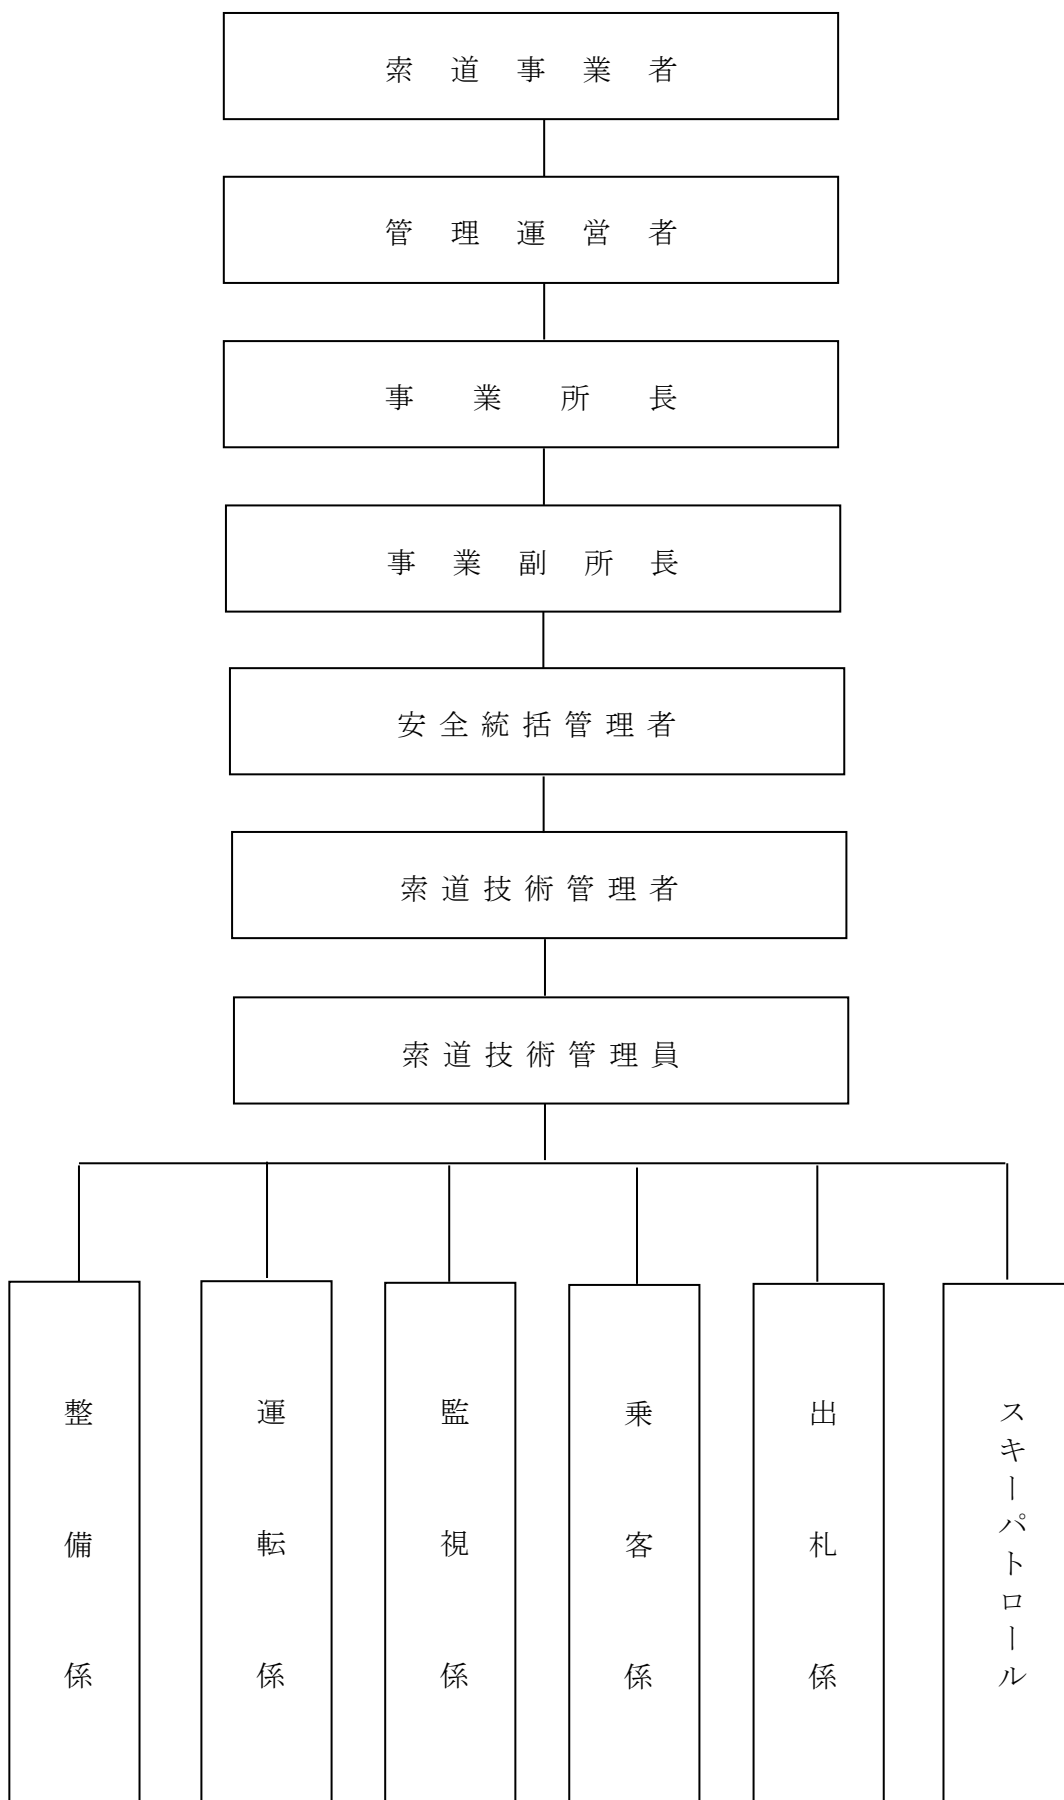 索道事業者
管理運営者
事業所長
事業副所長
安全統括管理者
索道技術管理者
索道技術管理員
整備係
運転係
監視係
乗客係
出札係
スキーパトロール